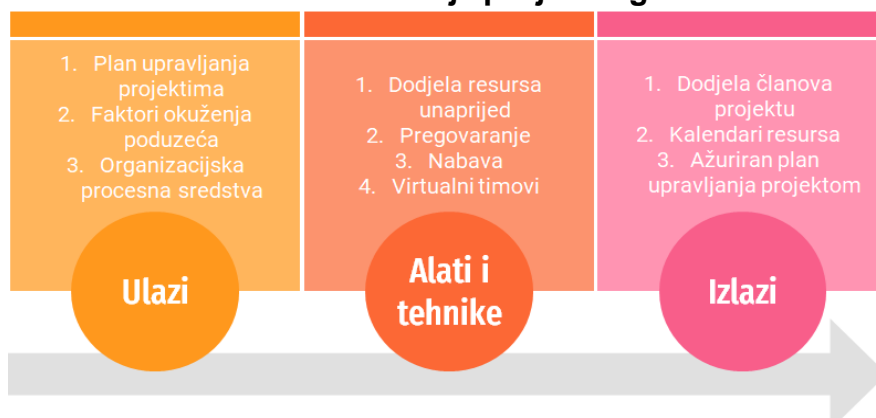 1. Plan upravljanja
projektima
2. Faktori okuženja
poduzeća
3. Organizacijska
procesna sredstva
Ulazi
1. Dodjela resursa
unaprijed
2. Pregovaranje
3. Nabava
4. Virtualni timovi
Alati i
tehnike
1. Dodjela članova
projektu
2. Kalendari resursa
3. Ažuriran plan
upravljanja projektom
Izlazi